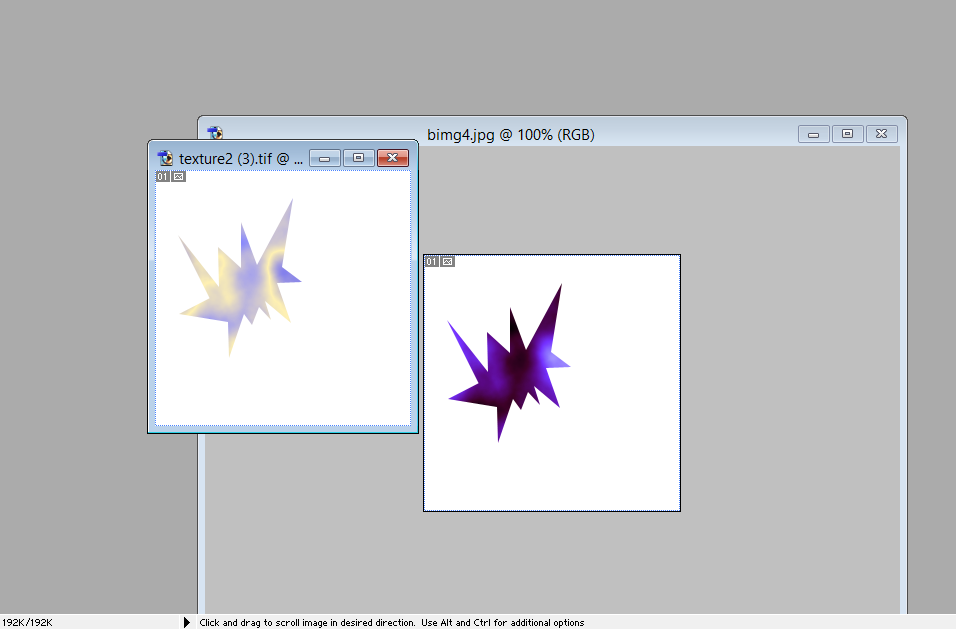 bimg4.jpg @ 100% (RGB)
texture2 (3).tif @ ...
01
01
192K/192K
Click and drag to scroll image in desired direction. Use Alt and Ctrl for additional options